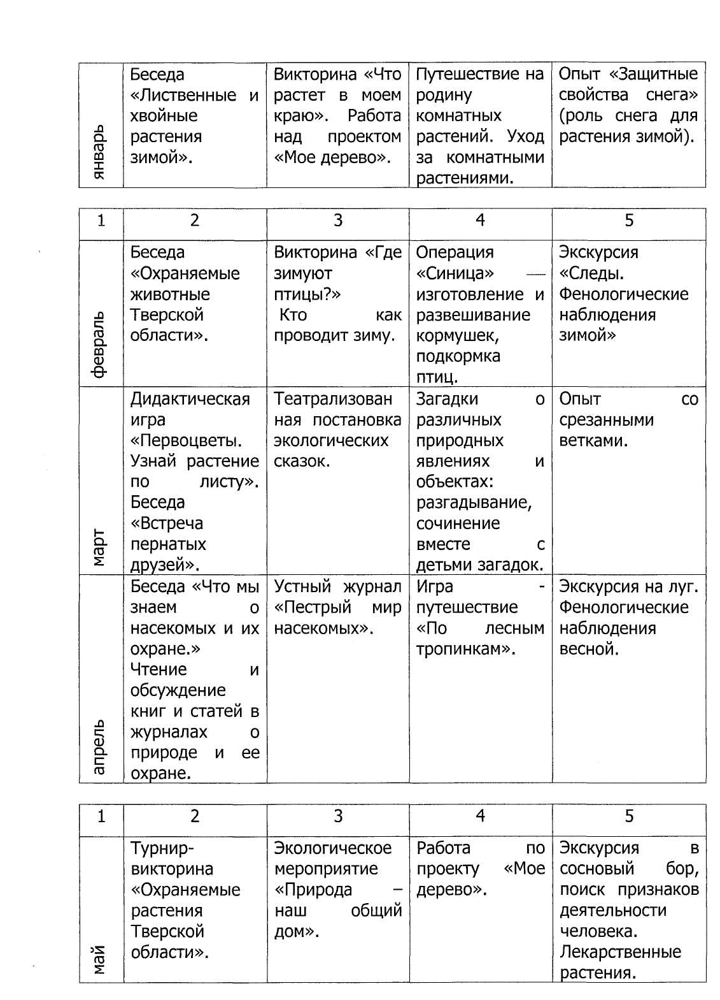 январь
Беседа
«Лиственные и
хвойные
растения
зимой».
Викторина «Что
растет в моем
краю». Работа
над проектом
«Мое дерево».
Путешествие на
родину
комнатных
растений. Уход
за комнатными
растениями.
Опыт «Защитные
свойства снега»
(роль снега для
растения зимой).
1 2 3 4 5
февраль
Беседа
«Охраняемые
животные
Тверской
области».
Викторина «Где
зимуют
птицы?»
Кто как
проводит зиму.
Операция
«Синица» —
изготовление и
развешивание
кормушек,
подкормка
птиц.
Экскурсия
«Следы.
Фенологические
наблюдения
зимой»
март
Дидактическая
игра
«Первоцветы.
Узнай растение
по листу».
Беседа
«Встреча
пернатых
друзей».
Театрализован
ная постановка
экологических
сказок.
Загадки о
различных
природных
явлениях и
объектах:
разгадывание,
сочинение
вместе с
детьми загадок.
Опыт со
срезанными
ветками.
апрель
Беседа «Что мы
знаем о
насекомых и их
охране.»
Чтение и
обсуждение
книг и статей в
журналах о
природе и ее
охране.
Устный журнал
«Пестрый мир
насекомых».
Игра -
путешествие
«По лесным
тропинкам».
Экскурсия на луг.
Фенологические
наблюдения
весной.
1 2 3 4 5
май
Турнир-
викторина
«Охраняемые
растения
Тверской
области».
Экологическое
мероприятие
«Природа –
наш общий
дом».
Работа по
проекту «Мое
дерево».
Экскурсия в
сосновый бор,
поиск признаков
деятельности
человека.
Лекарственные
растения.